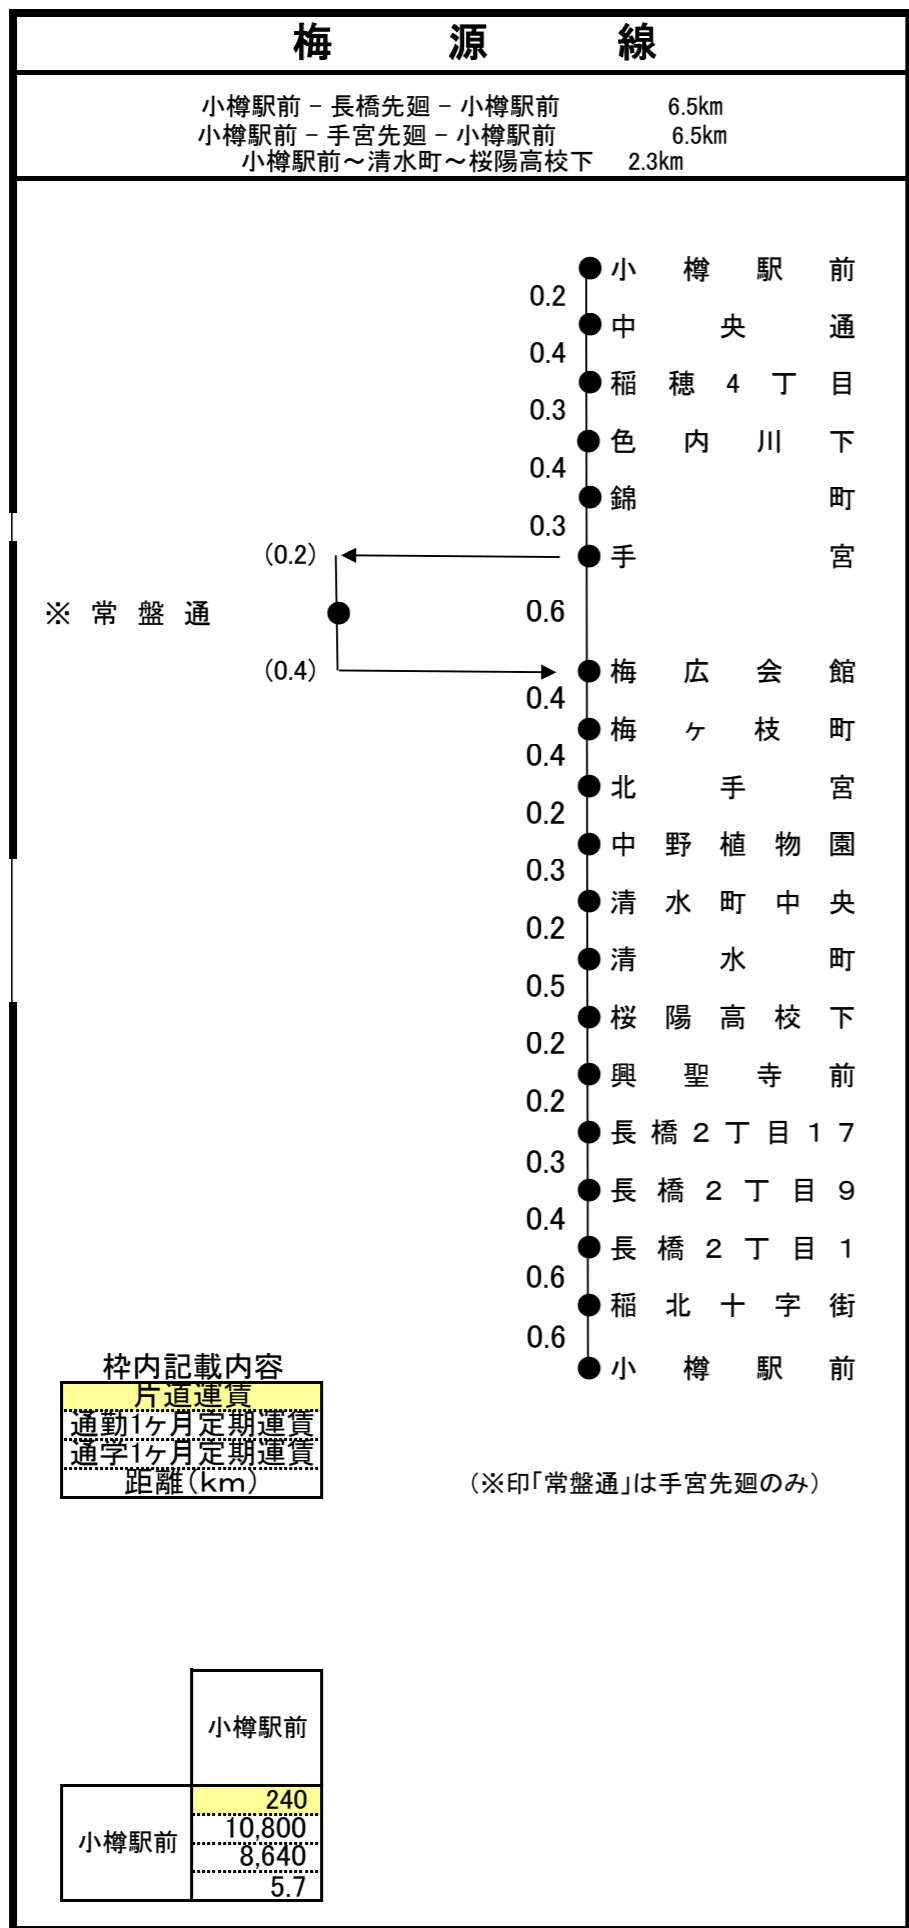 梅源線
小樽駅前 − 長橋先廻 − 小樽駅前 6.5km
小樽駅前 − 手宮先廻 − 小樽駅前 6.5km
小樽駅前～清水町～桜陽高校下 2.3km
小樽駅前
0.2
中央通
0.4
稲穂4丁目
0.3
色内川下
0.4
錦町
0.3
(0.2)
手宮
※常盤通
0.6
(0.4)
梅広会館
0.4
梅ヶ枝町
0.4
北手宮
0.2
中野植物園
0.3
清水町中央
0.2
清水町
0.5
桜陽高校下
0.2
興聖寺前
0.2
長橋2丁目17
0.3
長橋2丁目9
0.4
長橋2丁目1
0.6
稲北十字街
0.6
小樽駅前
枠内記載内容
片道運賃
通勤1ヶ月定期運賃
通学1ヶ月定期運賃
距離(km)
(※印「常盤通」は手宮先廻のみ)
小樽駅前
小樽駅前
240
10,800
8,640
5.7